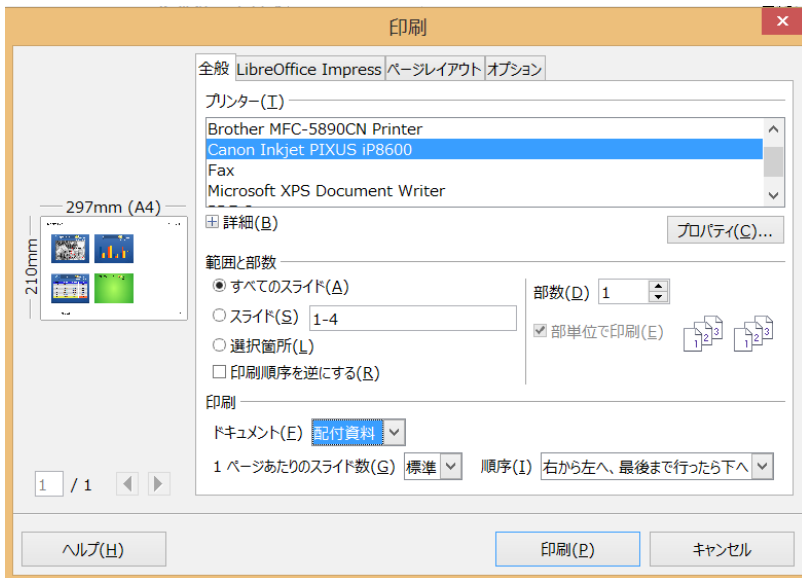 印刷
全般 LibreOffice Impress ページレイアウト オプション
プリンター(T)
Brother MFC-5890CN Printer
Canon Inkjet PIXUS iP8600
Fax
Microsoft XPS Document Writer
詳細(B)
プロパティ(C)...
297mm (A4)
210mm
範囲と部数
すべてのスライド(A)
スライド(S) 1-4
選択箇所(L)
印刷順序を逆にする(R)
部数(D) 1
部単位で印刷(E) 1 2 3 1 2 3
印刷
ドキュメント(F) 配付資料
1 ページあたりのスライド数(G) 標準 順序(I) 右から左へ、最後まで行ったら下へ
1 / 1
ヘルプ(H) 印刷(P) キャンセル